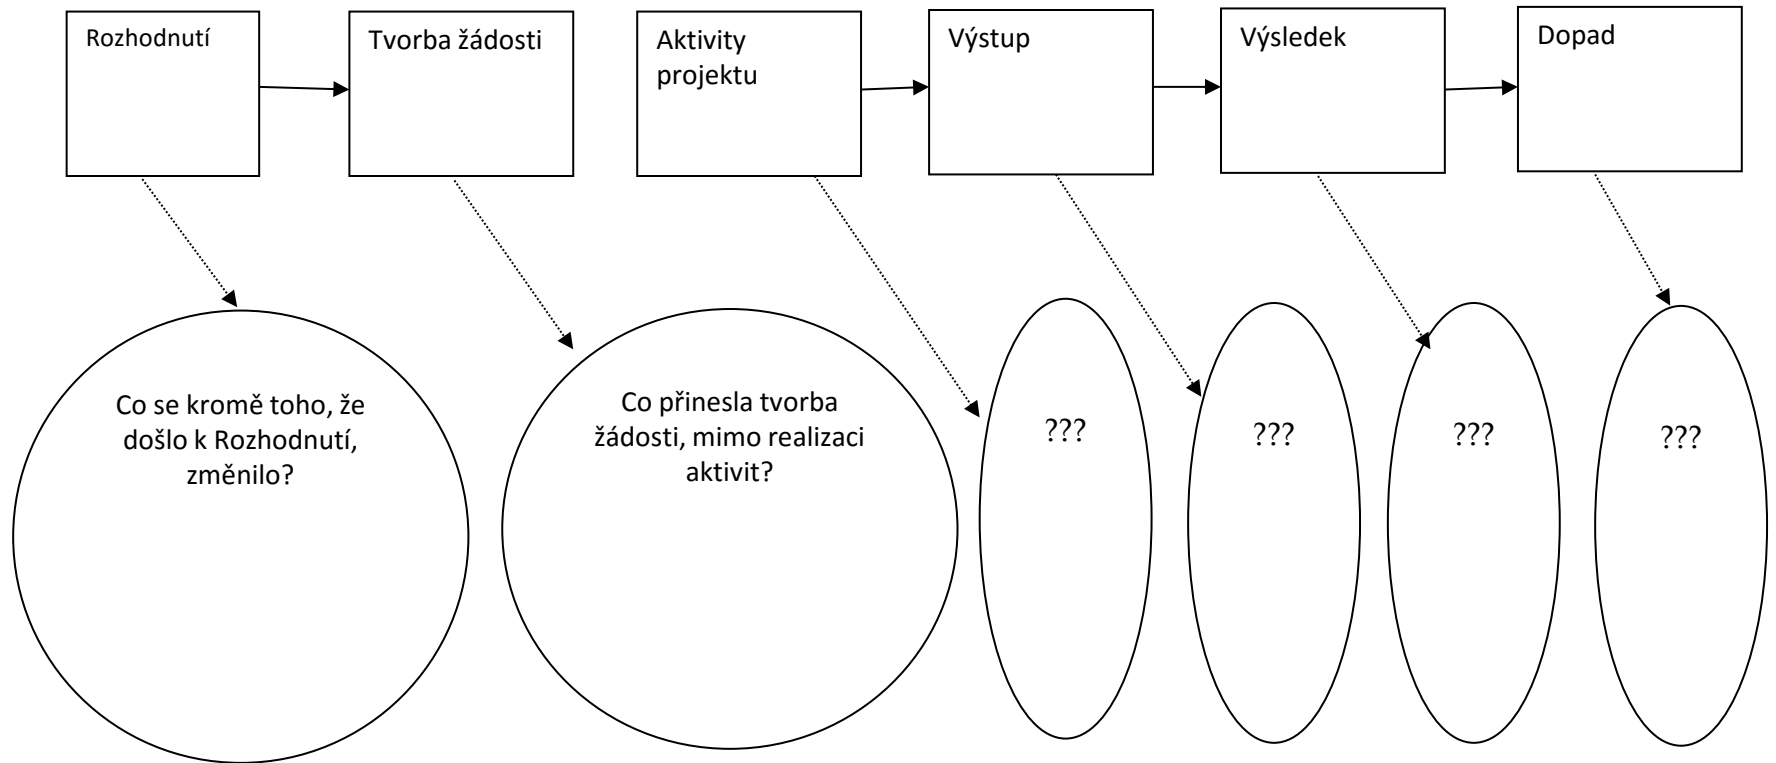 Rozhodnutí
Tvorba žádosti
Aktivity
projektu
Výstup
Výsledek
Dopad
Co se kromě toho, že
došlo k Rozhodnutí,
změnilo?
Co přinesla tvorba
žádosti, mimo realizaci
aktivit?
???
???
???
???